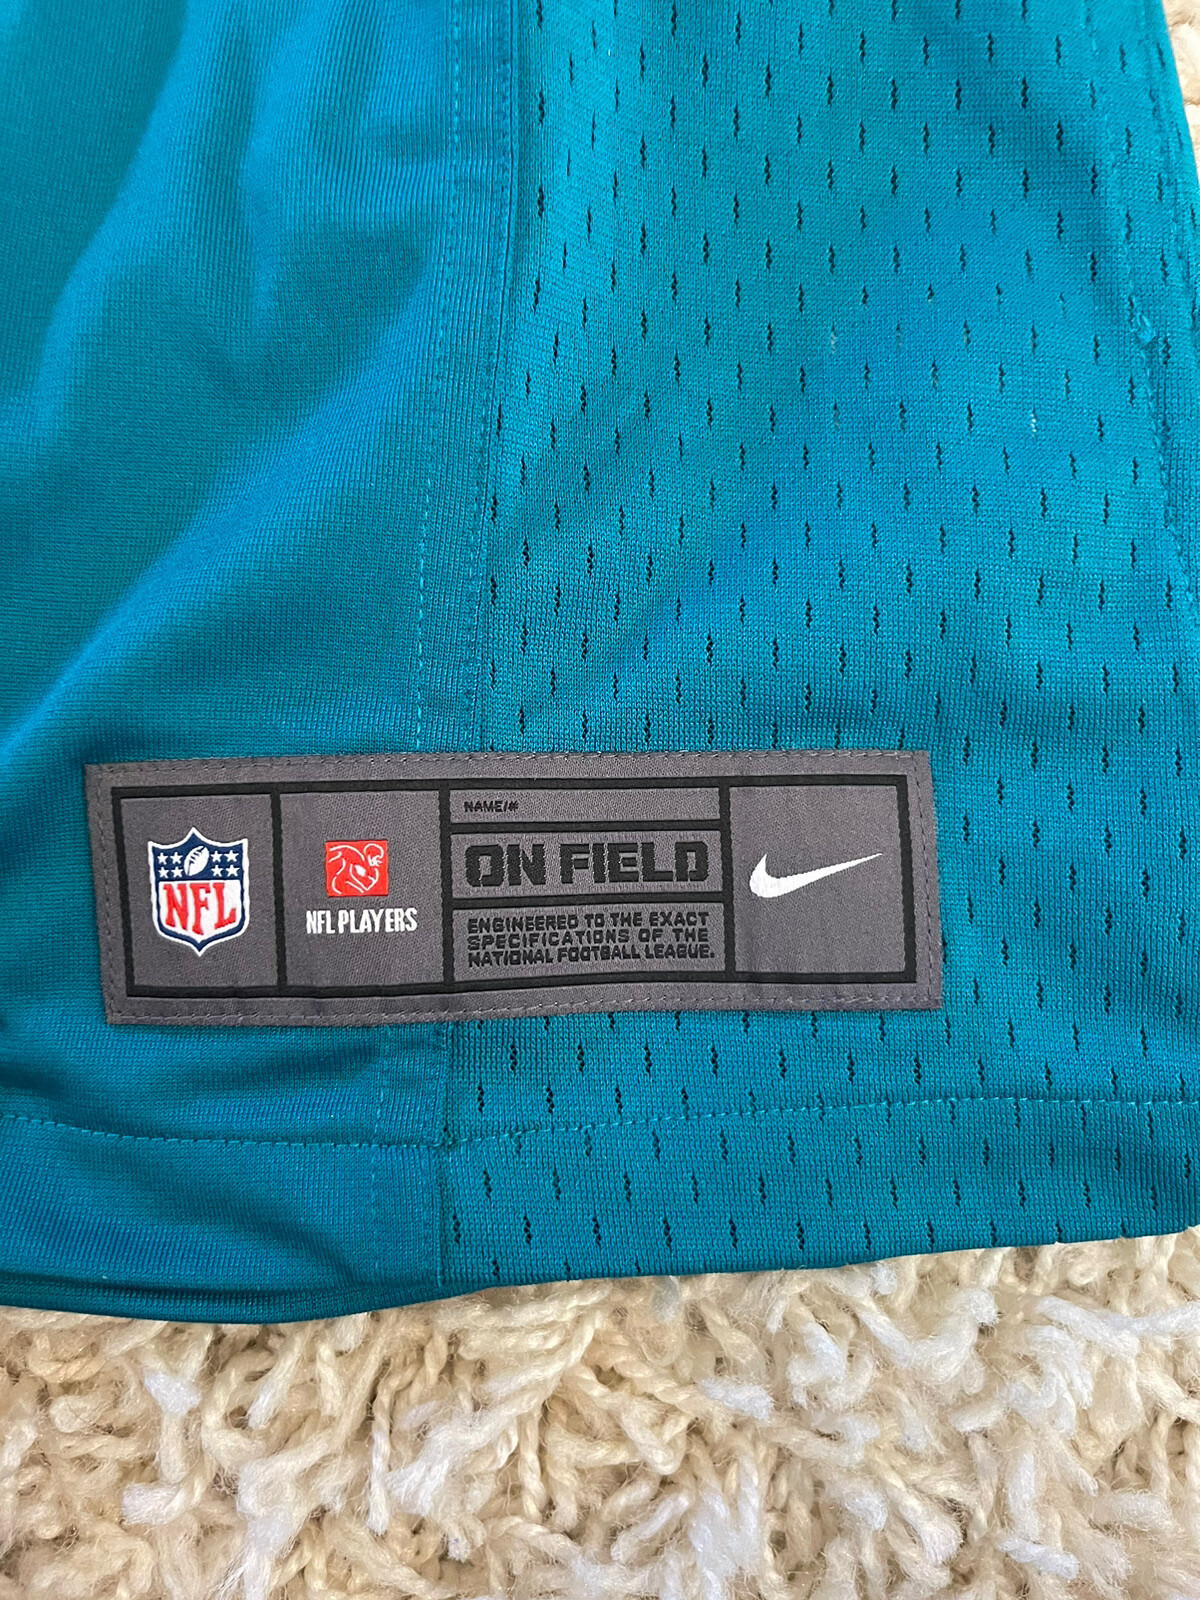 NFL
NFL PLAYERS
NAME/#
ON FIELD
ENGINEERED TO THE EXACT
SPECIFICATIONS OF THE
NATIONAL FOOTBALL LEAGUE.